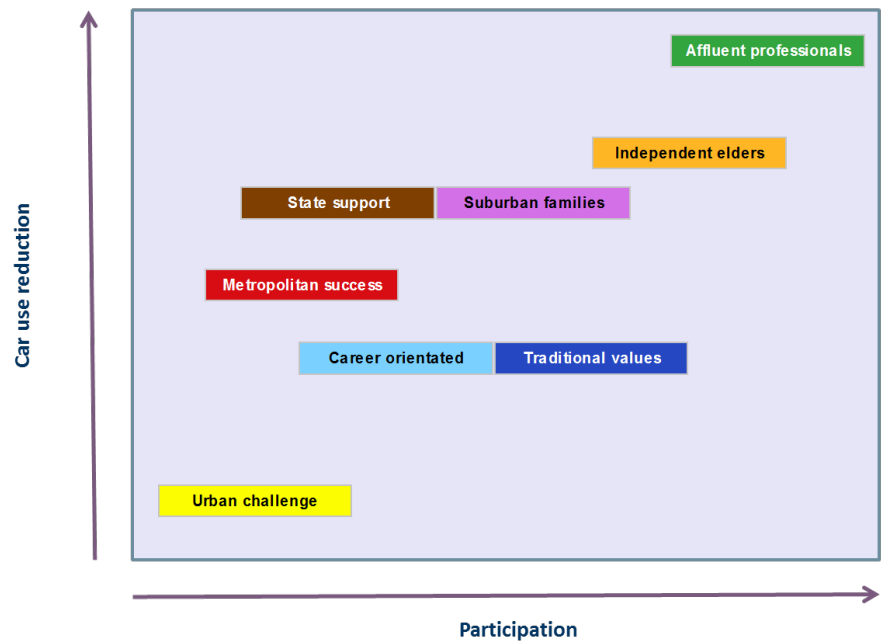 Affluent professionals
Independent elders
State support
Suburban families
Metropolitan success
Career orientated
Traditional values
Urban challenge
Car use reduction
Participation